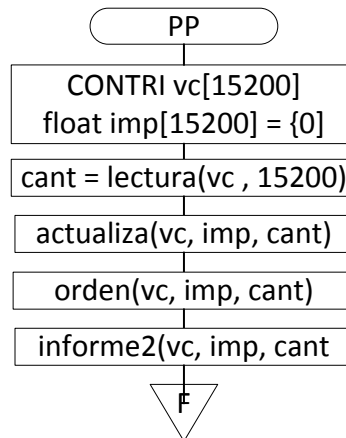 PP
CONTRI vc[15200]
float imp[15200] = {0]
cant = lectura(vc , 15200)
actualiza(vc, imp, cant)
orden(vc, imp, cant)
informe2(vc, imp, cant
F